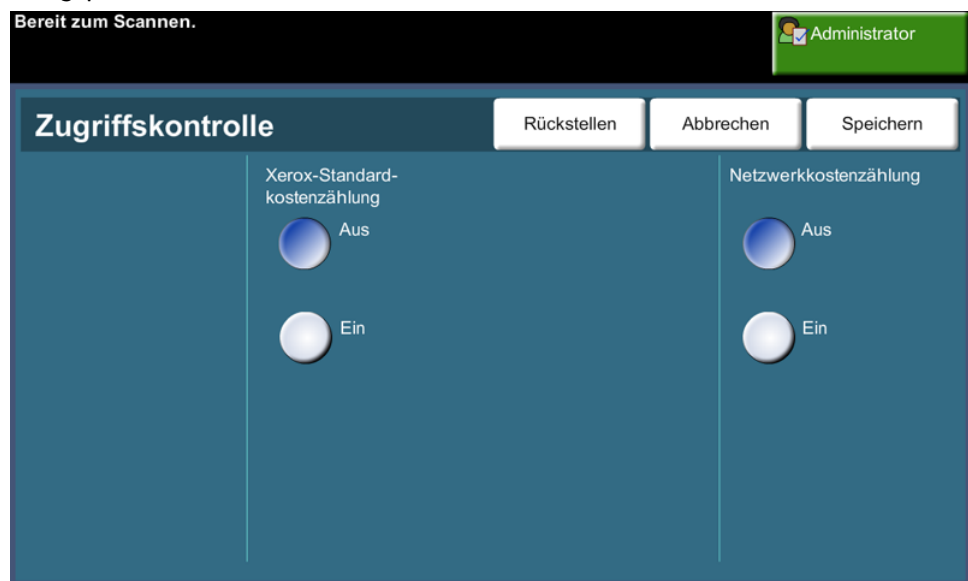 Bereit zum Scannen.
Administrator
Zugriffskontrolle
Rückstellen
Abbrechen
Speichern
Xerox-Standard-
kostenzählung
Aus
Ein
Netzwerkkostenzählung
Aus
Ein